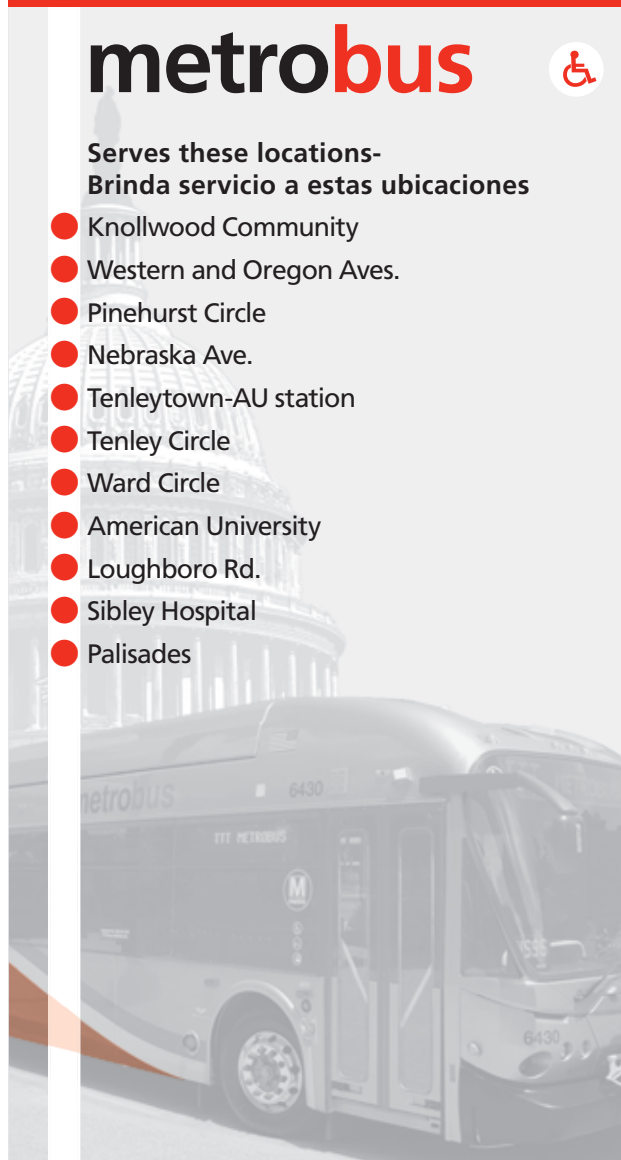 metrobus
Serves these locations-
Brinda servicio a estas ubicaciones
Knollwood Community
Western and Oregon Aves.
Pinehurst Circle
Nebraska Ave.
Tenleytown-AU station
Tenley Circle
Ward Circle
American University
Loughboro Rd.
Sibley Hospital
Palisades
metrobus
6430
TTT METROBUS
M
6430